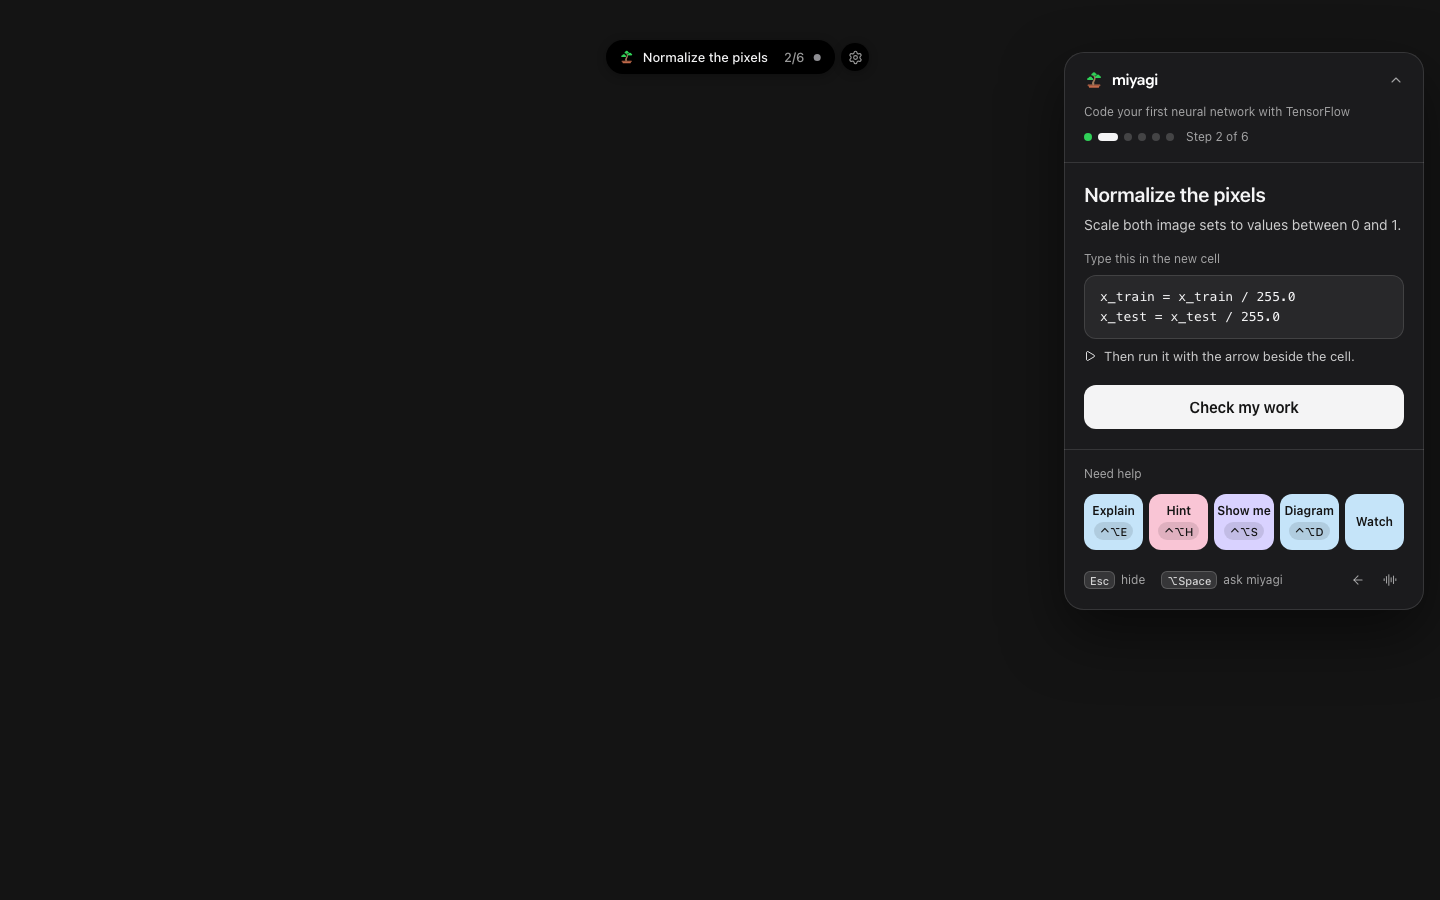 Normalize the pixels 2/6
miyagi
Code your first neural network with TensorFlow
Step 2 of 6
Normalize the pixels
Scale both image sets to values between 0 and 1.
Type this in the new cell
x_train = x_train / 255.0
x_test = x_test / 255.0
Then run it with the arrow beside the cell.
Check my work
Need help
Explain Hint Show me Diagram Watch
^⌥E ^⌥H ^⌥S ^⌥D
Esc hide ⌥Space ask miyagi